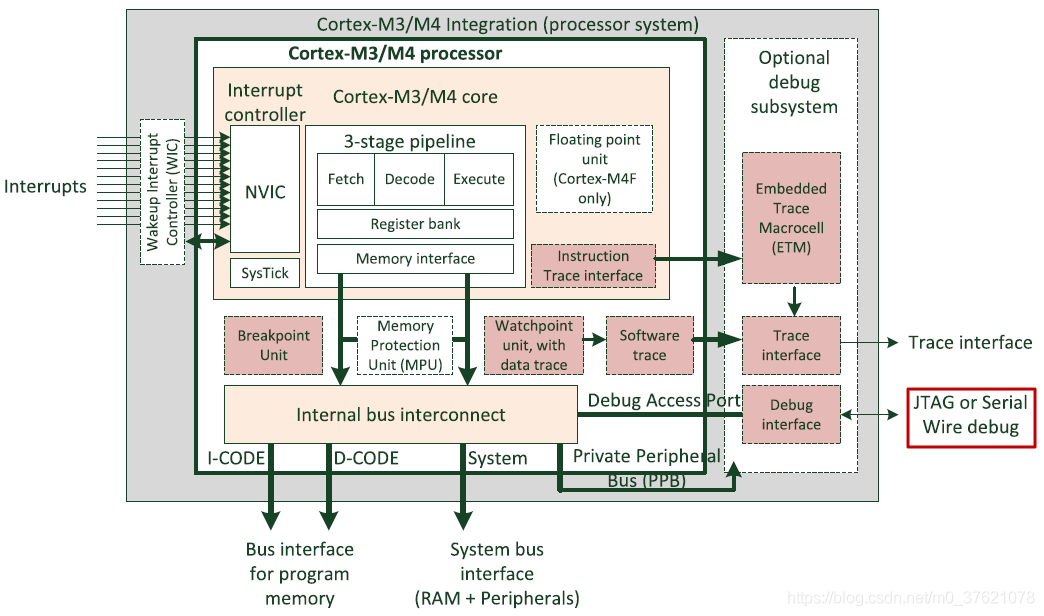 Cortex-M3/M4 Integration (processor system)
Cortex-M3/M4 processor
Cortex-M3/M4 core
Interrupt
controller
NVIC
SysTick
Interrupts
Wakeup Interrupt
Controller (WIC)
3-stage pipeline
Fetch
Decode
Execute
Register bank
Memory interface
Floating point
unit
(Cortex-M4F
only)
Instruction
Trace interface
Optional
debug
subsystem
Embedded
Trace
Macrocell
(ETM)
Breakpoint
Unit
Memory
Protection
Unit (MPU)
Watchpoint
unit, with
data trace
Software
trace
Trace
interface
Trace interface
Internal bus interconnect
Debug Access Port
Debug
interface
JTAG or Serial
Wire debug
I-CODE
D-CODE
System
Private Peripheral
Bus (PPB)
Bus interface
for program
memory
System bus
interface
(RAM + Peripherals)
https://blog.csdn.net/m0_37621078